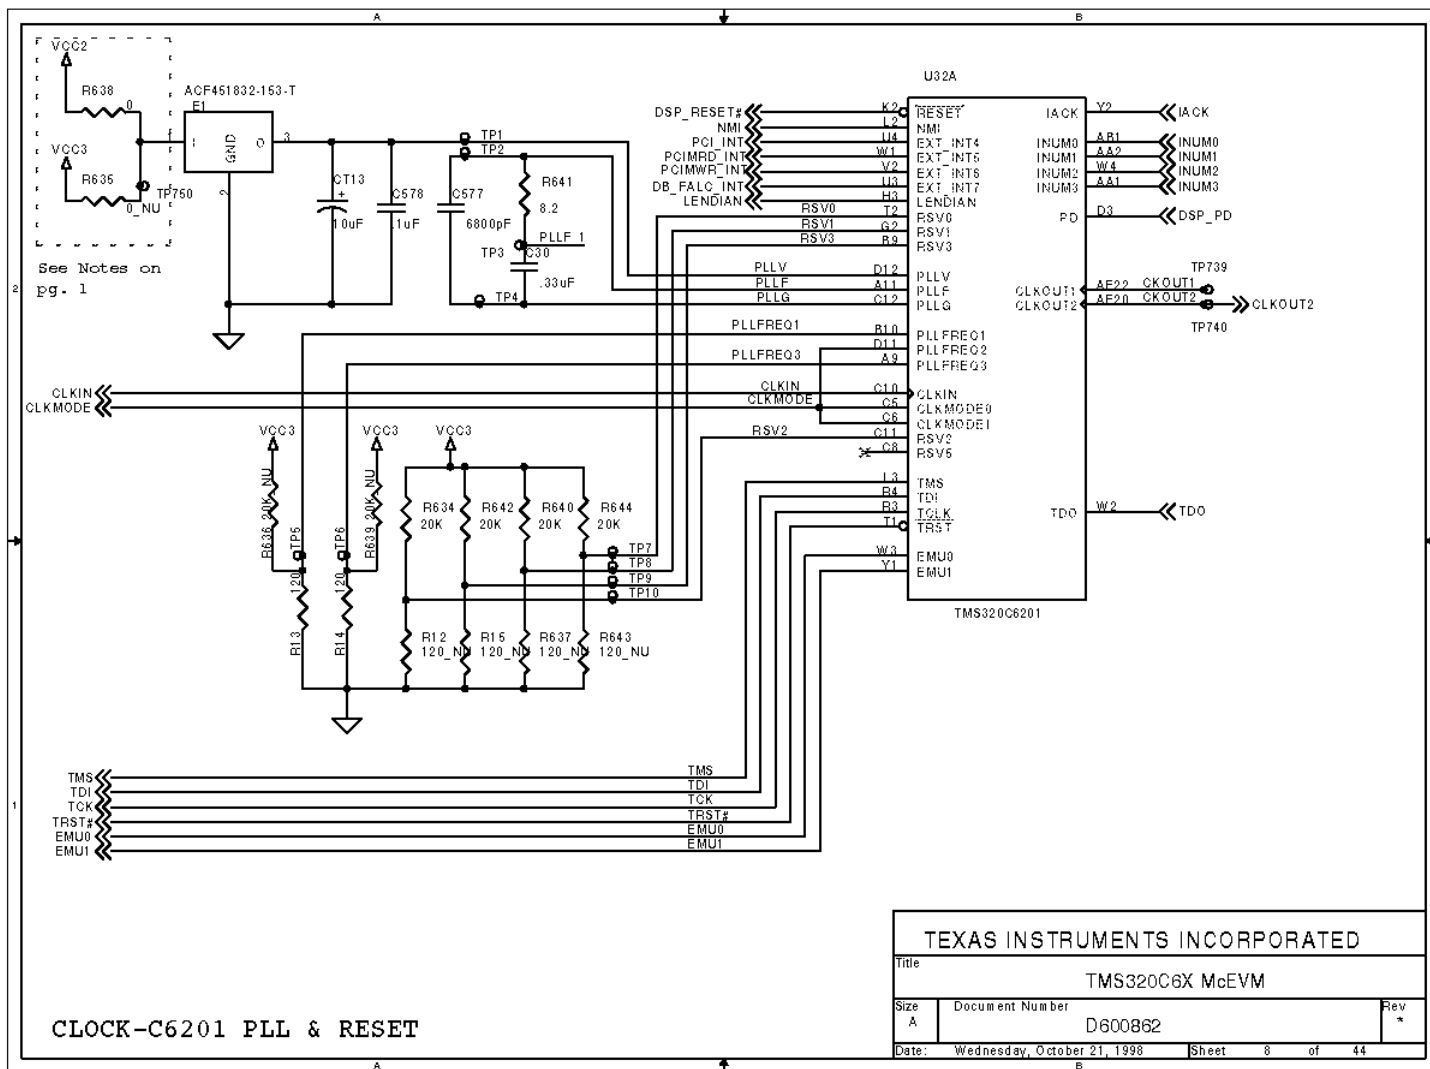 A
B
VCC2
R638
0
VCC3
R635
0_NU
TP750
See Notes on
pg. 1
ACF451832-153-T
E1
1
I
GND
O
3
2
CT13
+
10uF
C578
.1uF
C577
6800pF
TP1
TP2
R641
8.2
PLLF_1
TP3
C30
.33uF
TP4
U32A
DSP_RESET#
K2
RESET
NMI
L2
NMI
PCI_INT
U4
EXT_INT4
PCIMRD_INT
W1
EXT_INT5
PCIMWR_INT
V2
EXT_INT6
DB_FALC_INT
U3
EXT_INT7
LENDIAN
H3
LENDIAN
RSV0
T2
RSV0
RSV1
G2
RSV1
RSV3
B9
RSV3
PLLV
D12
PLLV
PLLF
A11
PLLF
PLLG
C12
PLLG
PLLFREQ1
B10
PLLFREQ1
D11
PLLFREQ2
PLLFREQ3
A9
PLLFREQ3
CLKIN
CLKIN
C10
CLKIN
CLKMODE
CLKMODE
C5
CLKMODE0
C6
CLKMODE1
RSV2
C11
RSV2
C8
RSV5
L3
TMS
R4
TDI
R3
TCLK
T1
TRST
W3
EMU0
Y1
EMU1
IACK
Y2
IACK
INUM0
AB1
INUM0
INUM1
AA2
INUM1
INUM2
W4
INUM2
INUM3
AA1
INUM3
PD
D3
DSP_PD
TP739
CLKOUT1
AE22
CKOUT1
CLKOUT2
AE20
CKOUT2
CLKOUT2
TP740
TDO
W2
TDO
TMS320C6201
VCC3
VCC3
VCC3
R636 20K_NU
TP5
R639 20K_NU
TP6
120
R13
120
R14
R634
20K
R642
20K
R640
20K
R644
20K
TP7
TP8
TP9
TP10
R12
120_NU
R15
120_NU
R637
120_NU
R643
120_NU
TMS
TMS
TDI
TDI
TCK
TCK
TRST#
TRST#
EMU0
EMU0
EMU1
EMU1
2
1
CLOCK-C6201 PLL & RESET
TEXAS INSTRUMENTS INCORPORATED
Title
TMS320C6X McEVM
Size
A
Document Number
D600862
Rev
*
Date: Wednesday, October 21, 1998 Sheet 8 of 44
A
B